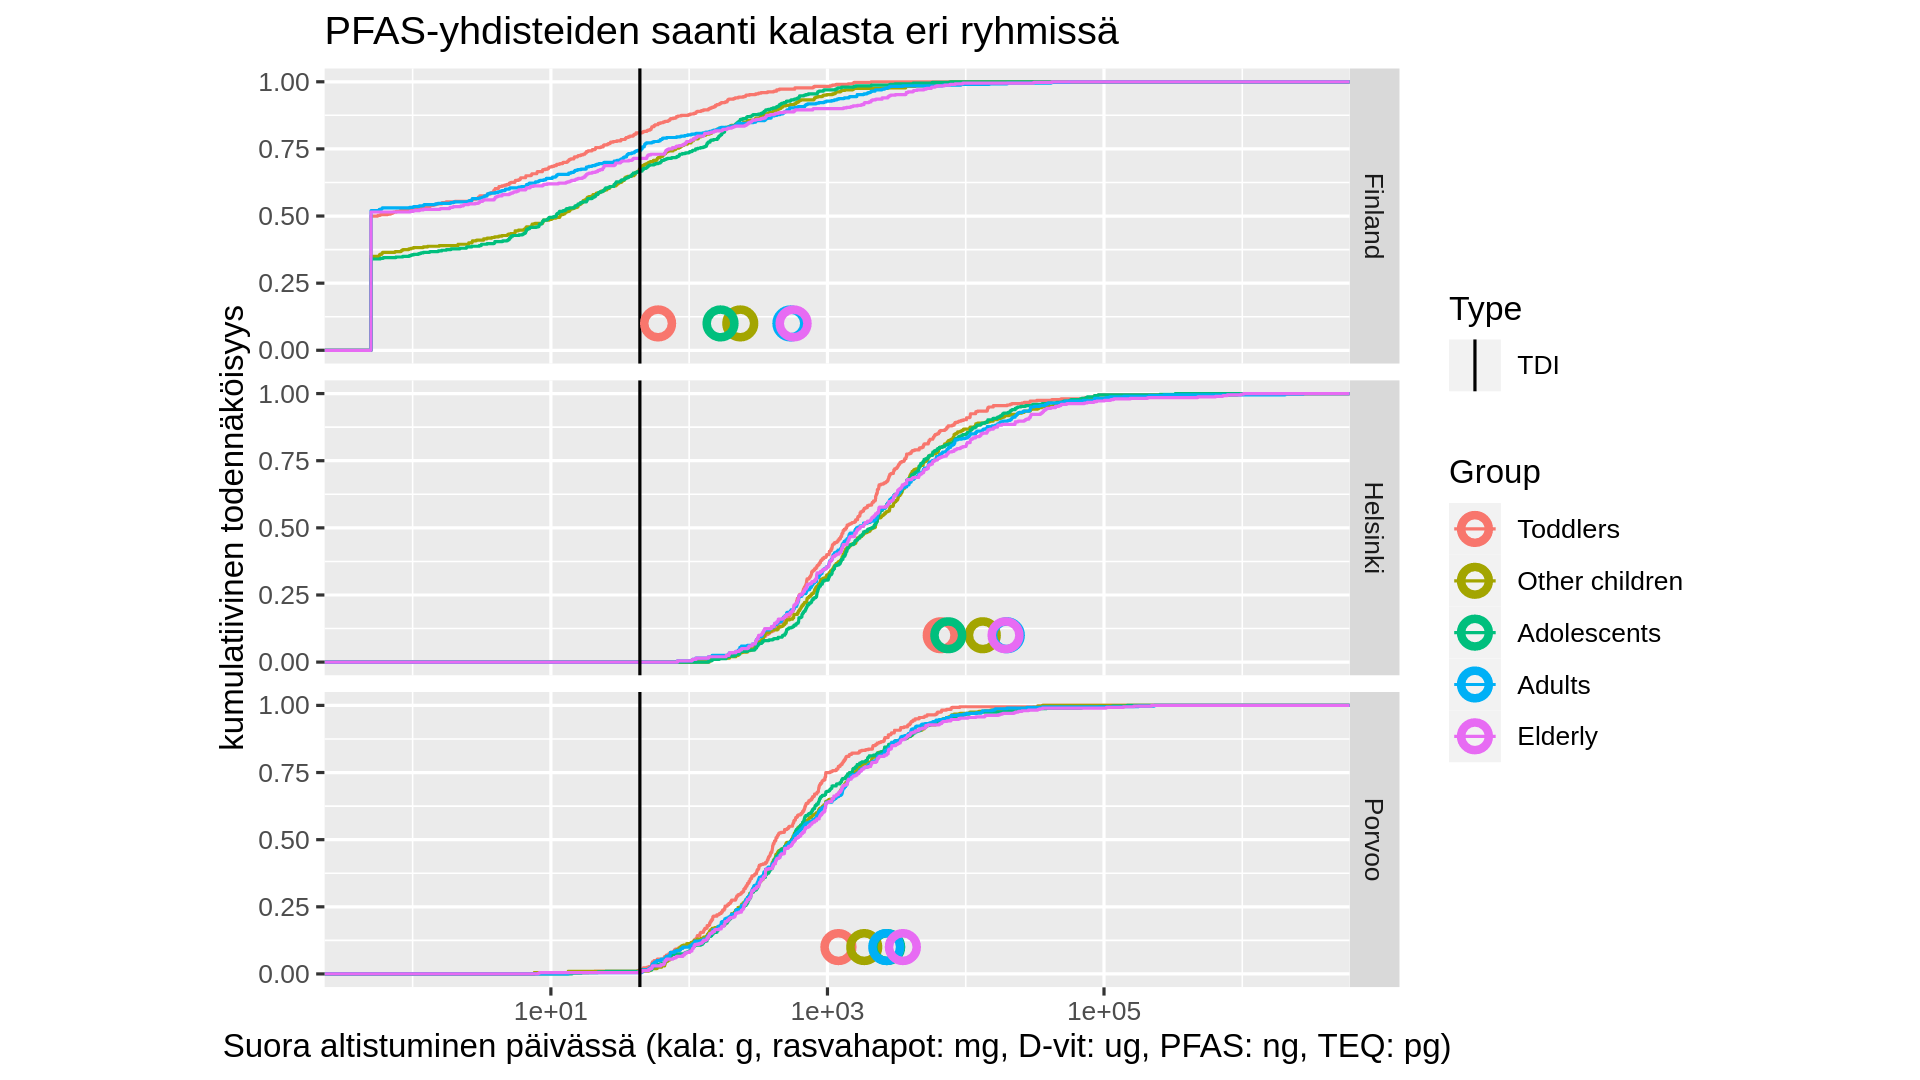 PFAS-yhdisteiden saanti kalasta eri ryhmissä
kumulatiivinen todennäköisyys
1.00
0.75
0.50
0.25
0.00
Finland
1.00
0.75
0.50
0.25
0.00
Helsinki
1.00
0.75
0.50
0.25
0.00
Porvoo
1e+01
1e+03
1e+05
Suora altistuminen päivässä (kala: g, rasvahapot: mg, D-vit: ug, PFAS: ng, TEQ: pg)
Type
TDI
Group
Toddlers
Other children
Adolescents
Adults
Elderly